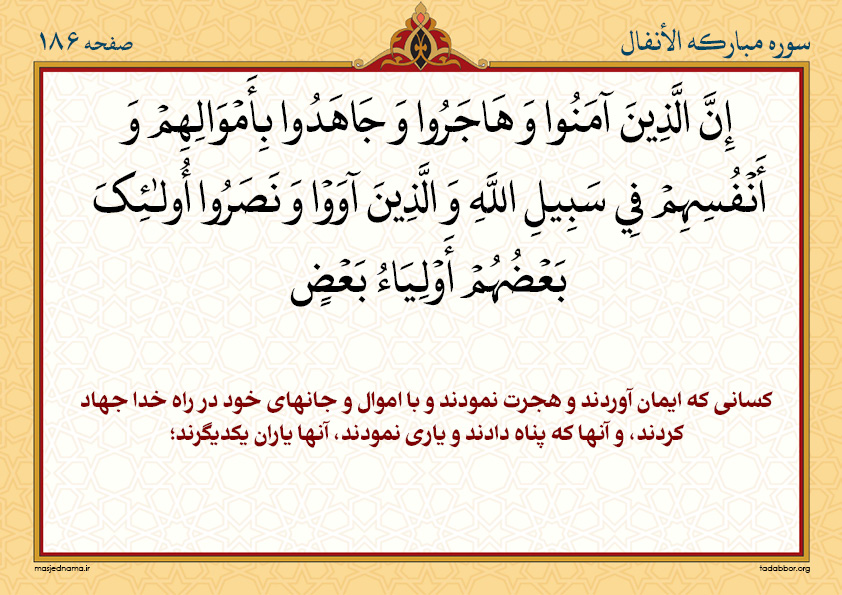 سوره مبارکه الأنفال
صفحه ۱۸۶
إِنَّ الَّذِينَ آمَنُوا وَ هَاجَرُوا وَ جَاهَدُوا بِأَمْوَالِهِمْ وَ
أَنْفُسِهِمْ فِي سَبِيلِ اللَّهِ وَ الَّذِينَ آوَوْا وَ نَصَرُوا أُولٰئِکَ
بَعْضُهُمْ أَوْلِيَاءُ بَعْضٍ
کسانی که ایمان آوردند و هجرت نمودند و با اموال و جانهای خود در راه خدا جهاد
کردند، و آنها که پناه دادند و یاری نمودند، آنها یاران یکدیگرند؛
masjednama.ir
tadabbor.org